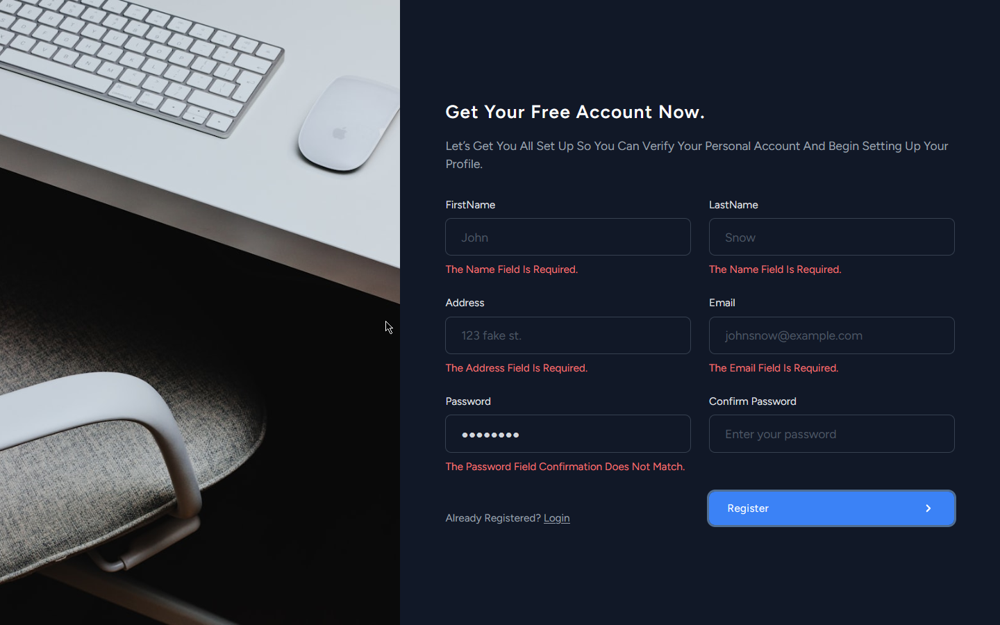 Get Your Free Account Now.
Let's Get You All Set Up So You Can Verify Your Personal Account And Begin Setting Up Your
Profile.
FirstName
LastName
John
Snow
The Name Field Is Required.
The Name Field Is Required.
Address
Email
123 fake st.
johnsnow@example.com
The Address Field Is Required.
The Email Field Is Required.
Password
Confirm Password
●●●●●●●●
Enter your password
The Password Field Confirmation Does Not Match.
Register
Already Registered? Login